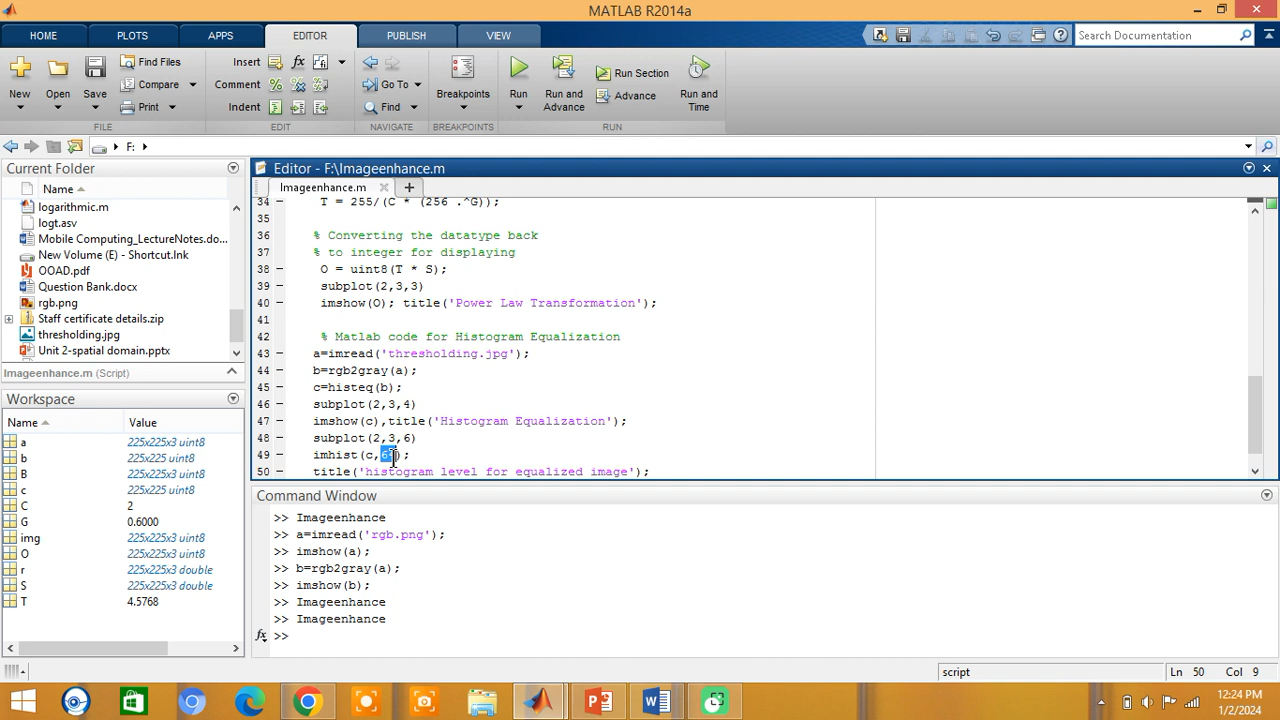 MATLAB R2014a
HOME PLOTS APPS EDITOR PUBLISH VIEW Search Documentation
New Open Save Find Files Compare Print
Insert Comment Indent
Go To Find
Breakpoints Run Run and Advance Run Section Advance Run and Time
FILE EDIT NAVIGATE BREAKPOINTS RUN
F:
Current Folder
Name
logarithmic.m
logt.asv
Mobile Computing_LectureNotes.do...
New Volume (E) - Shortcut.lnk
OOAD.pdf
Question Bank.docx
rgb.png
Staff certificate details.zip
thresholding.jpg
Unit 2-spatial domain.pptx
Imageenhance.m (Script)
Workspace
Name Value
a 225x225x3 uint8
b 225x225 uint8
B 225x225x3 uint8
c 225x225 uint8
C 2
G 0.6000
img 225x225x3 uint8
O 225x225x3 uint8
r 225x225x3 double
S 225x225x3 double
T 4.5768
Editor - F:\Imageenhance.m
Imageenhance.m
34 T = 255/(C * (256 .^G));
35
36 % Converting the datatype back
37 % to integer for displaying
38 O = uint8(T * S);
39 subplot(2,3,3)
40 imshow(O); title('Power Law Transformation');
41
42 % Matlab code for Histogram Equalization
43 a=imread('thresholding.jpg');
44 b=rgb2gray(a);
45 c=histeq(b);
46 subplot(2,3,4)
47 imshow(c),title('Histogram Equalization');
48 subplot(2,3,6)
49 imhist(c,6);
50 title('histogram level for equalized image');
Command Window
>> Imageenhance
>> a=imread('rgb.png');
>> imshow(a);
>> b=rgb2gray(a);
>> imshow(b);
>> Imageenhance
>> Imageenhance
fx >>
script Ln 50 Col 9
12:24 PM
1/2/2024